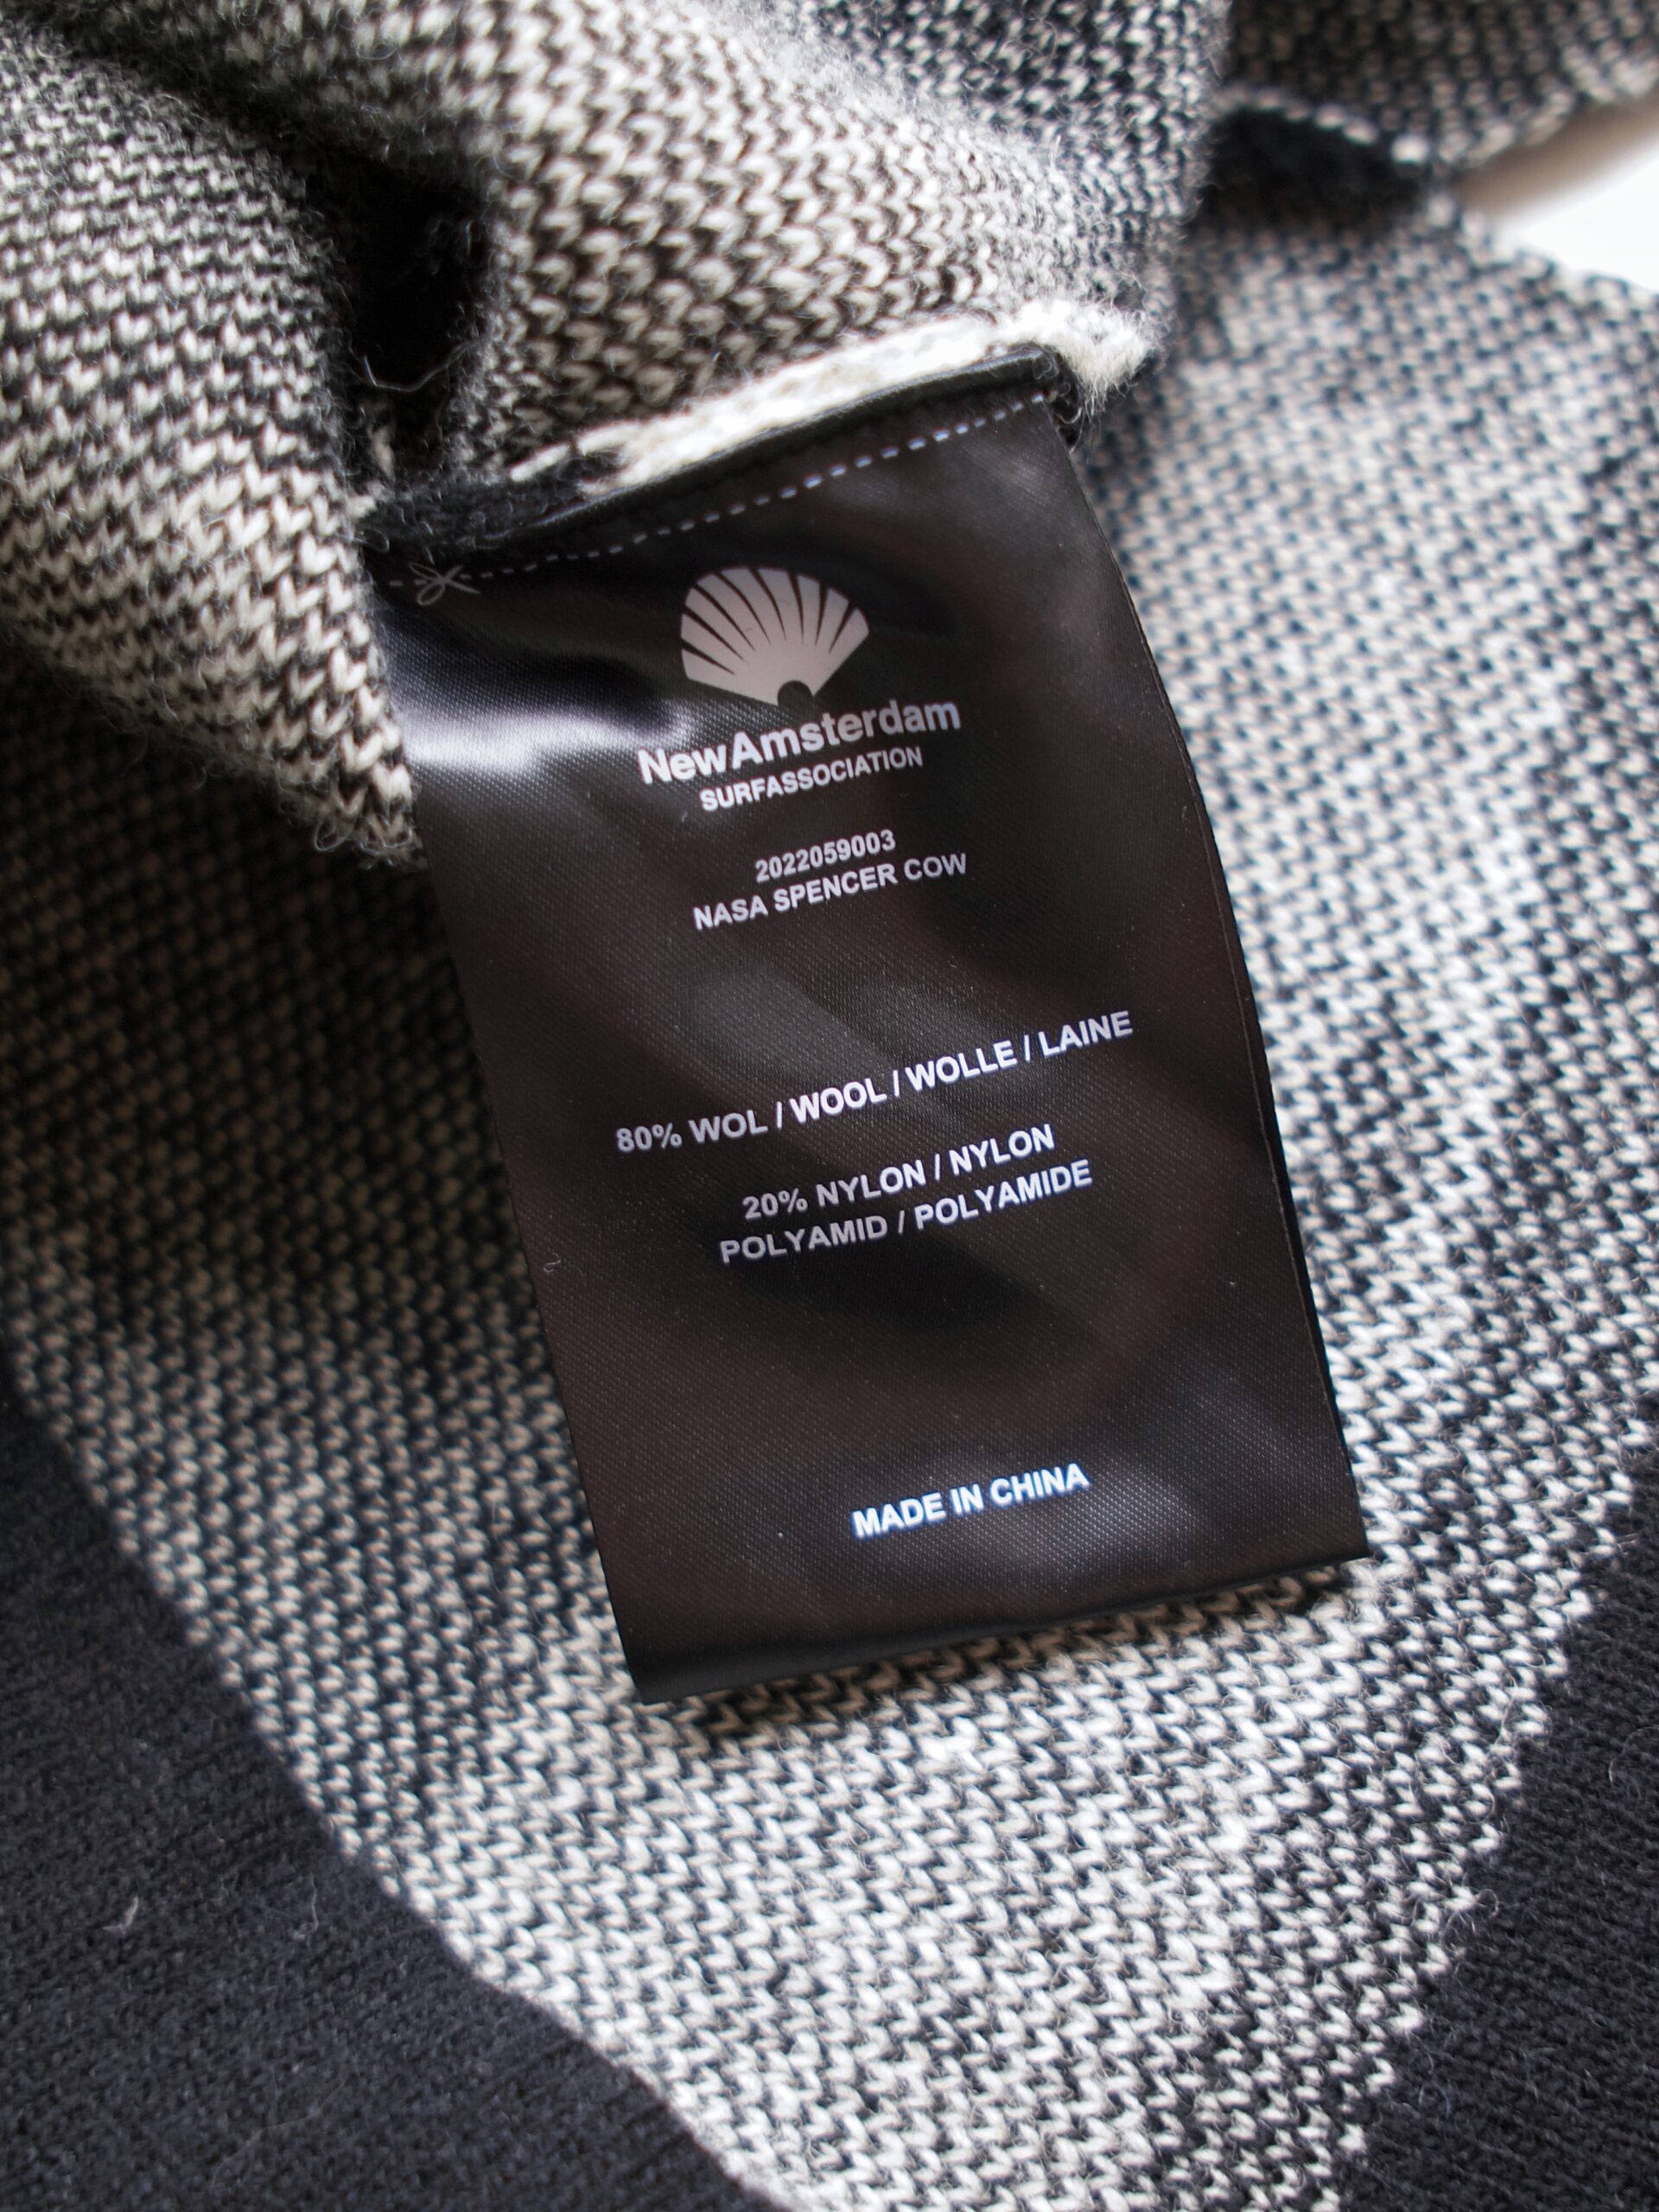 NewAmsterdam
SURFASSOCIATION
2022059003
NASA SPENCER COW
80% WOL / WOOL / WOLLE / LAINE
20% NYLON / NYLON
POLYAMID / POLYAMIDE
MADE IN CHINA